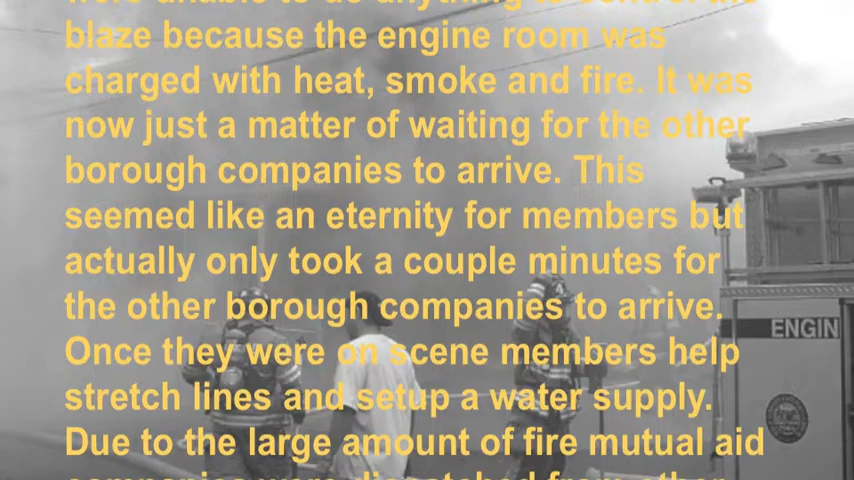 were unable to do anything to control the
blaze because the engine room was
charged with heat, smoke and fire. It was
now just a matter of waiting for the other
borough companies to arrive. This
seemed like an eternity for members but
actually only took a couple minutes for
the other borough companies to arrive.
Once they were on scene members help
stretch lines and setup a water supply.
Due to the large amount of fire mutual aid
companies were dispatched from other
ENGIN